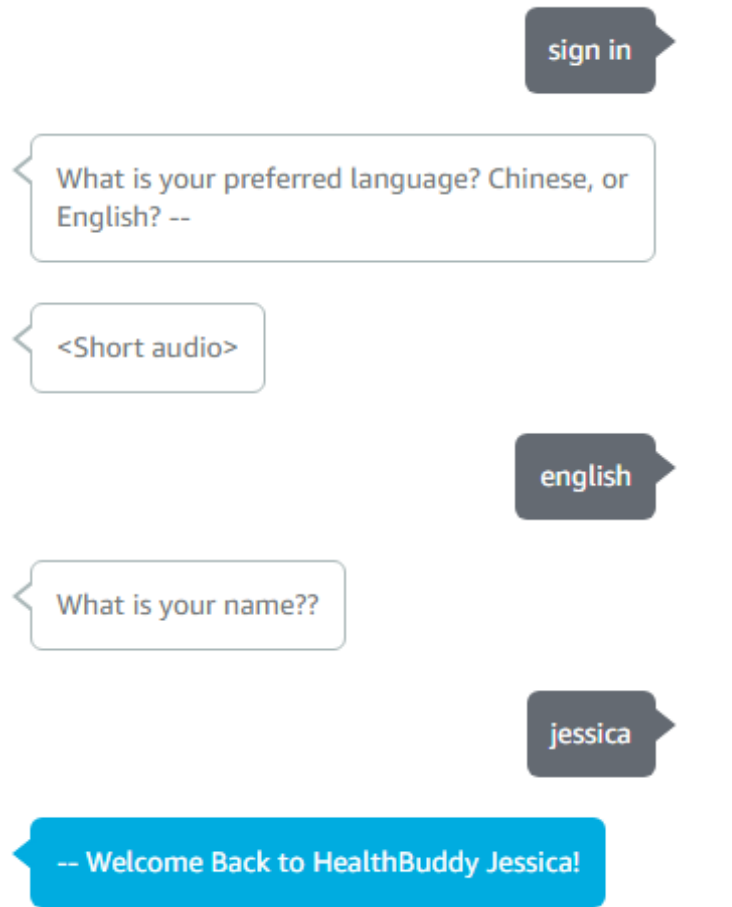 sign in
What is your preferred language? Chinese, or
English? --
<Short audio>
english
What is your name??
jessica
-- Welcome Back to HealthBuddy Jessica!